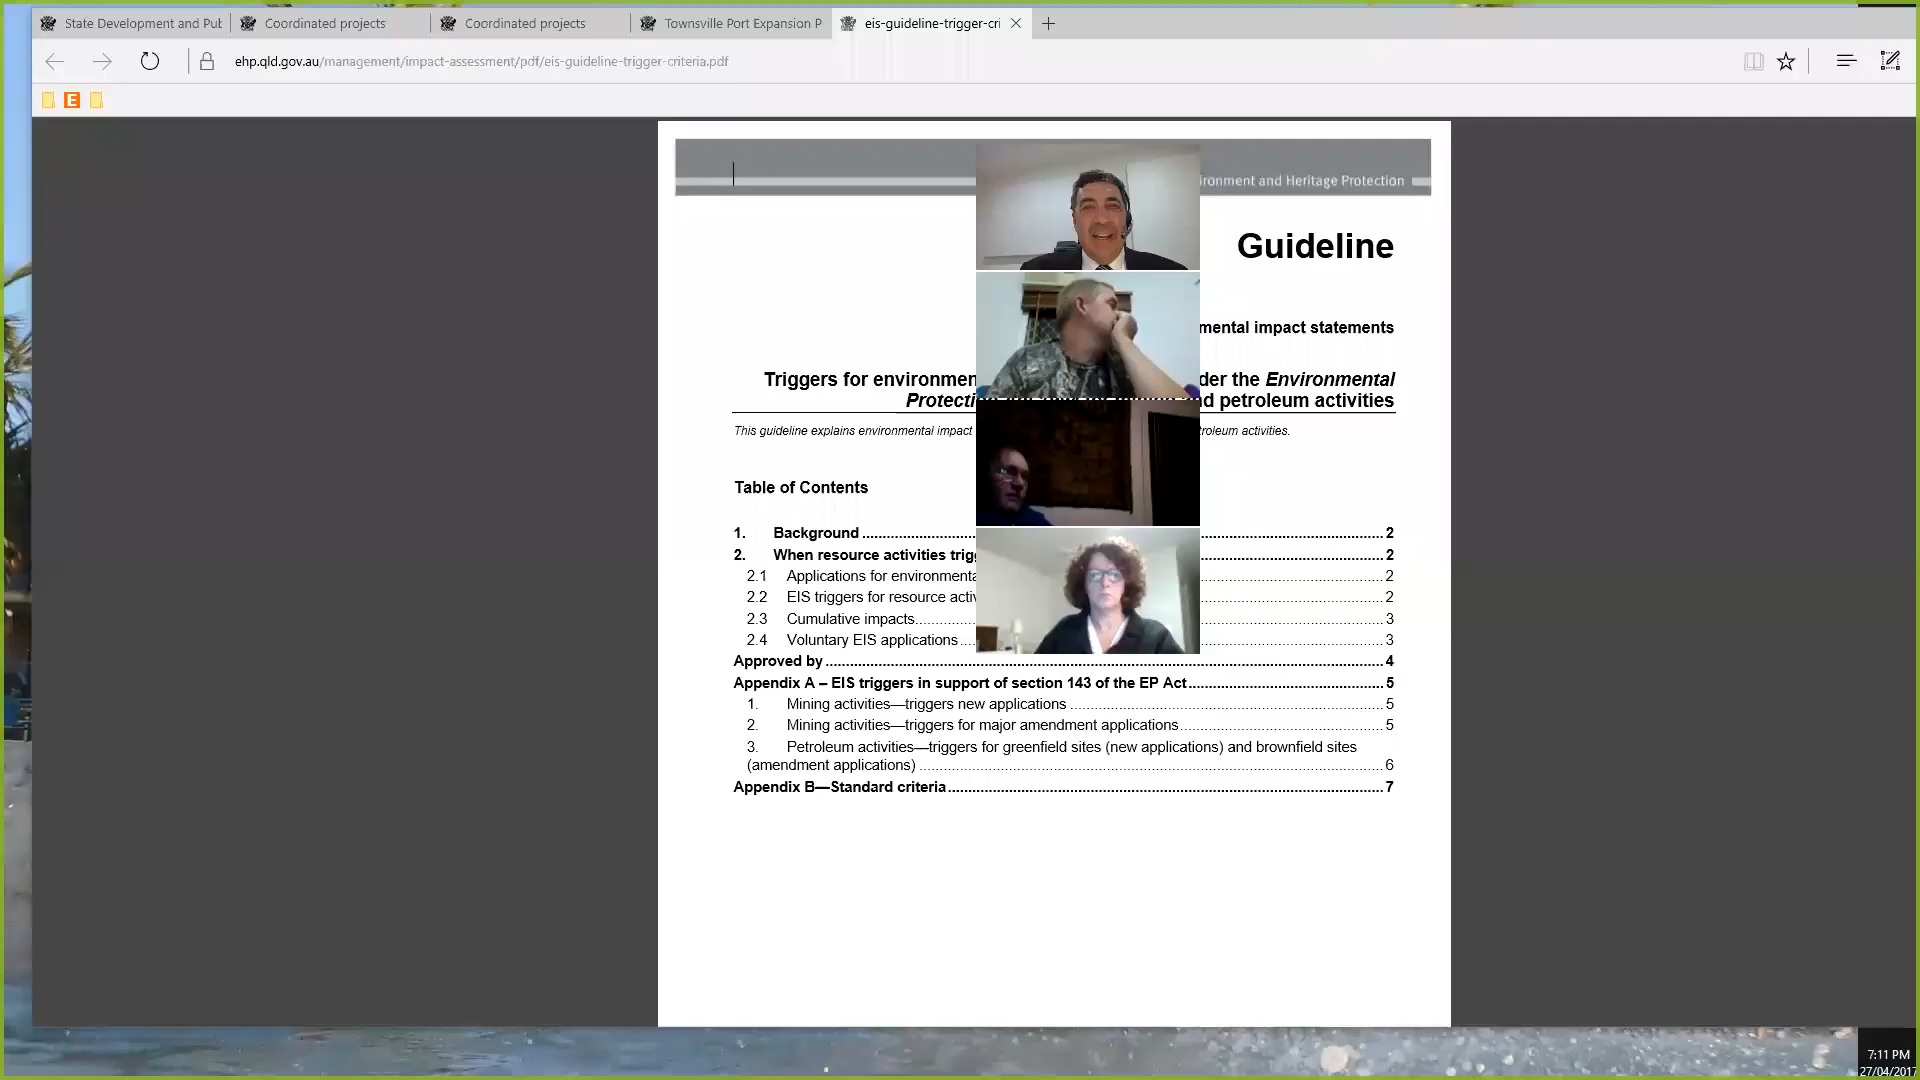 State Development and Pub
Coordinated projects
Coordinated projects
Townsville Port Expansion P
eis-guideline-trigger-cri
ehp.qld.gov.au/management/impact-assessment/pdf/eis-guideline-trigger-criteria.pdf
E
ironment and Heritage Protection
Guideline
mental impact statements
Triggers for environmen der the Environmental
Protecti nd petroleum activities
This guideline explains environmental impact troleum activities.
Table of Contents
1. Background 2
2. When resource activities trigg 2
2.1 Applications for environmenta 2
2.2 EIS triggers for resource activ 2
2.3 Cumulative impacts 3
2.4 Voluntary EIS applications 3
Approved by 4
Appendix A – EIS triggers in support of section 143 of the EP Act 5
1. Mining activities—triggers new applications 5
2. Mining activities—triggers for major amendment applications 5
3. Petroleum activities—triggers for greenfield sites (new applications) and brownfield sites
(amendment applications) 6
Appendix B—Standard criteria 7
7:11 PM
27/04/2017